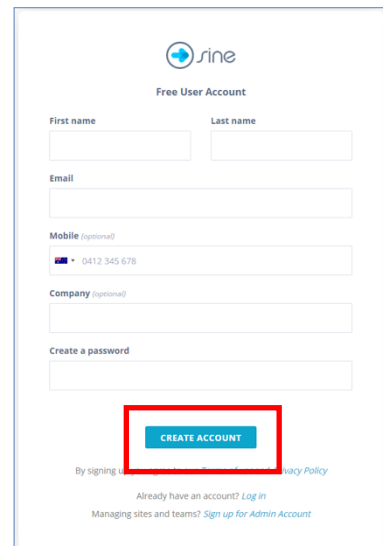 sine
Free User Account
First name Last name
Email
Mobile (optional)
0412 345 678
Company (optional)
Create a password
CREATE ACCOUNT
By signing Privacy Policy
Already have an account? Log in
Managing sites and teams? Sign up for Admin Account